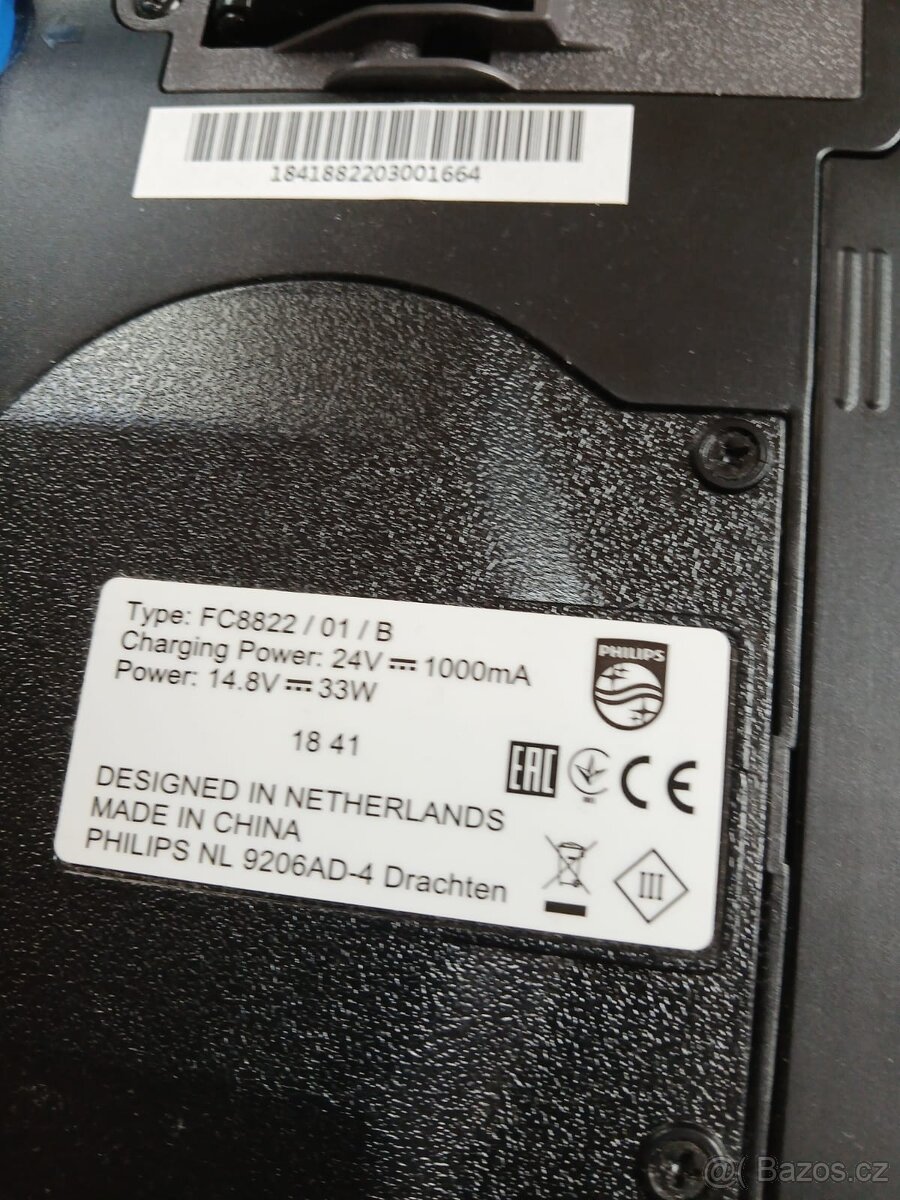 1841882203001664
Type: FC8822 / 01 / B
Charging Power: 24V ⎓ 1000mA
Power: 14.8V ⎓ 33W
PHILIPS
18 41
EAC
CE
DESIGNED IN NETHERLANDS
MADE IN CHINA
PHILIPS NL 9206AD-4 Drachten
III
@( Bazos.cz